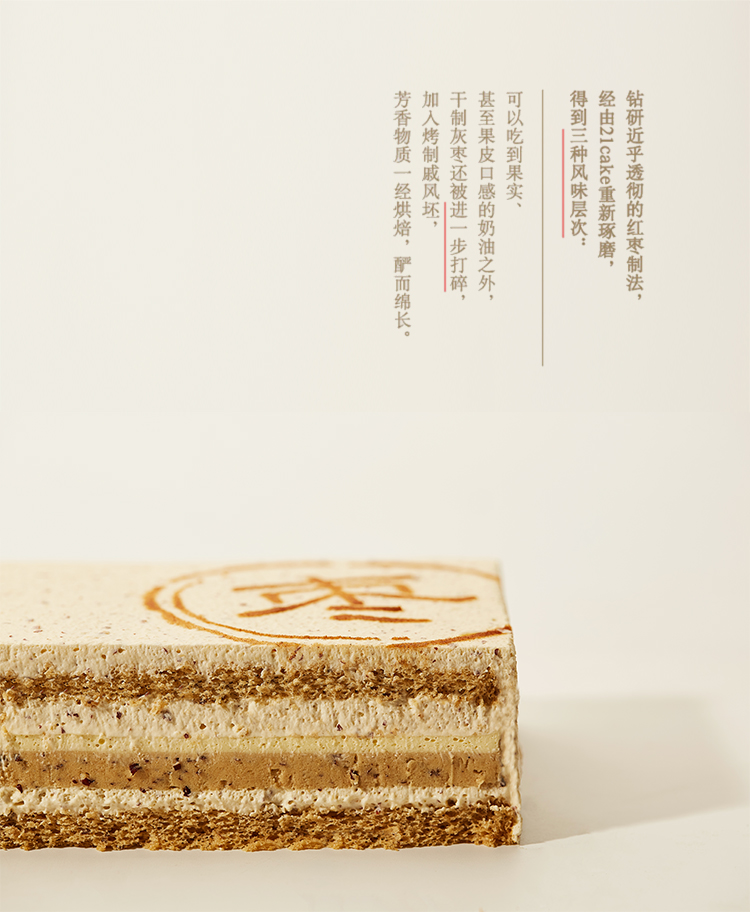 钻研近乎透彻的红枣制法，
经由21cake重新琢磨，
得到三种风味层次：
可以吃到果实、
甚至果皮口感的奶油之外，
干制灰枣还被进一步打碎，
加入烤制戚风坯，
芳香物质一经烘焙，酽而绵长。
枣